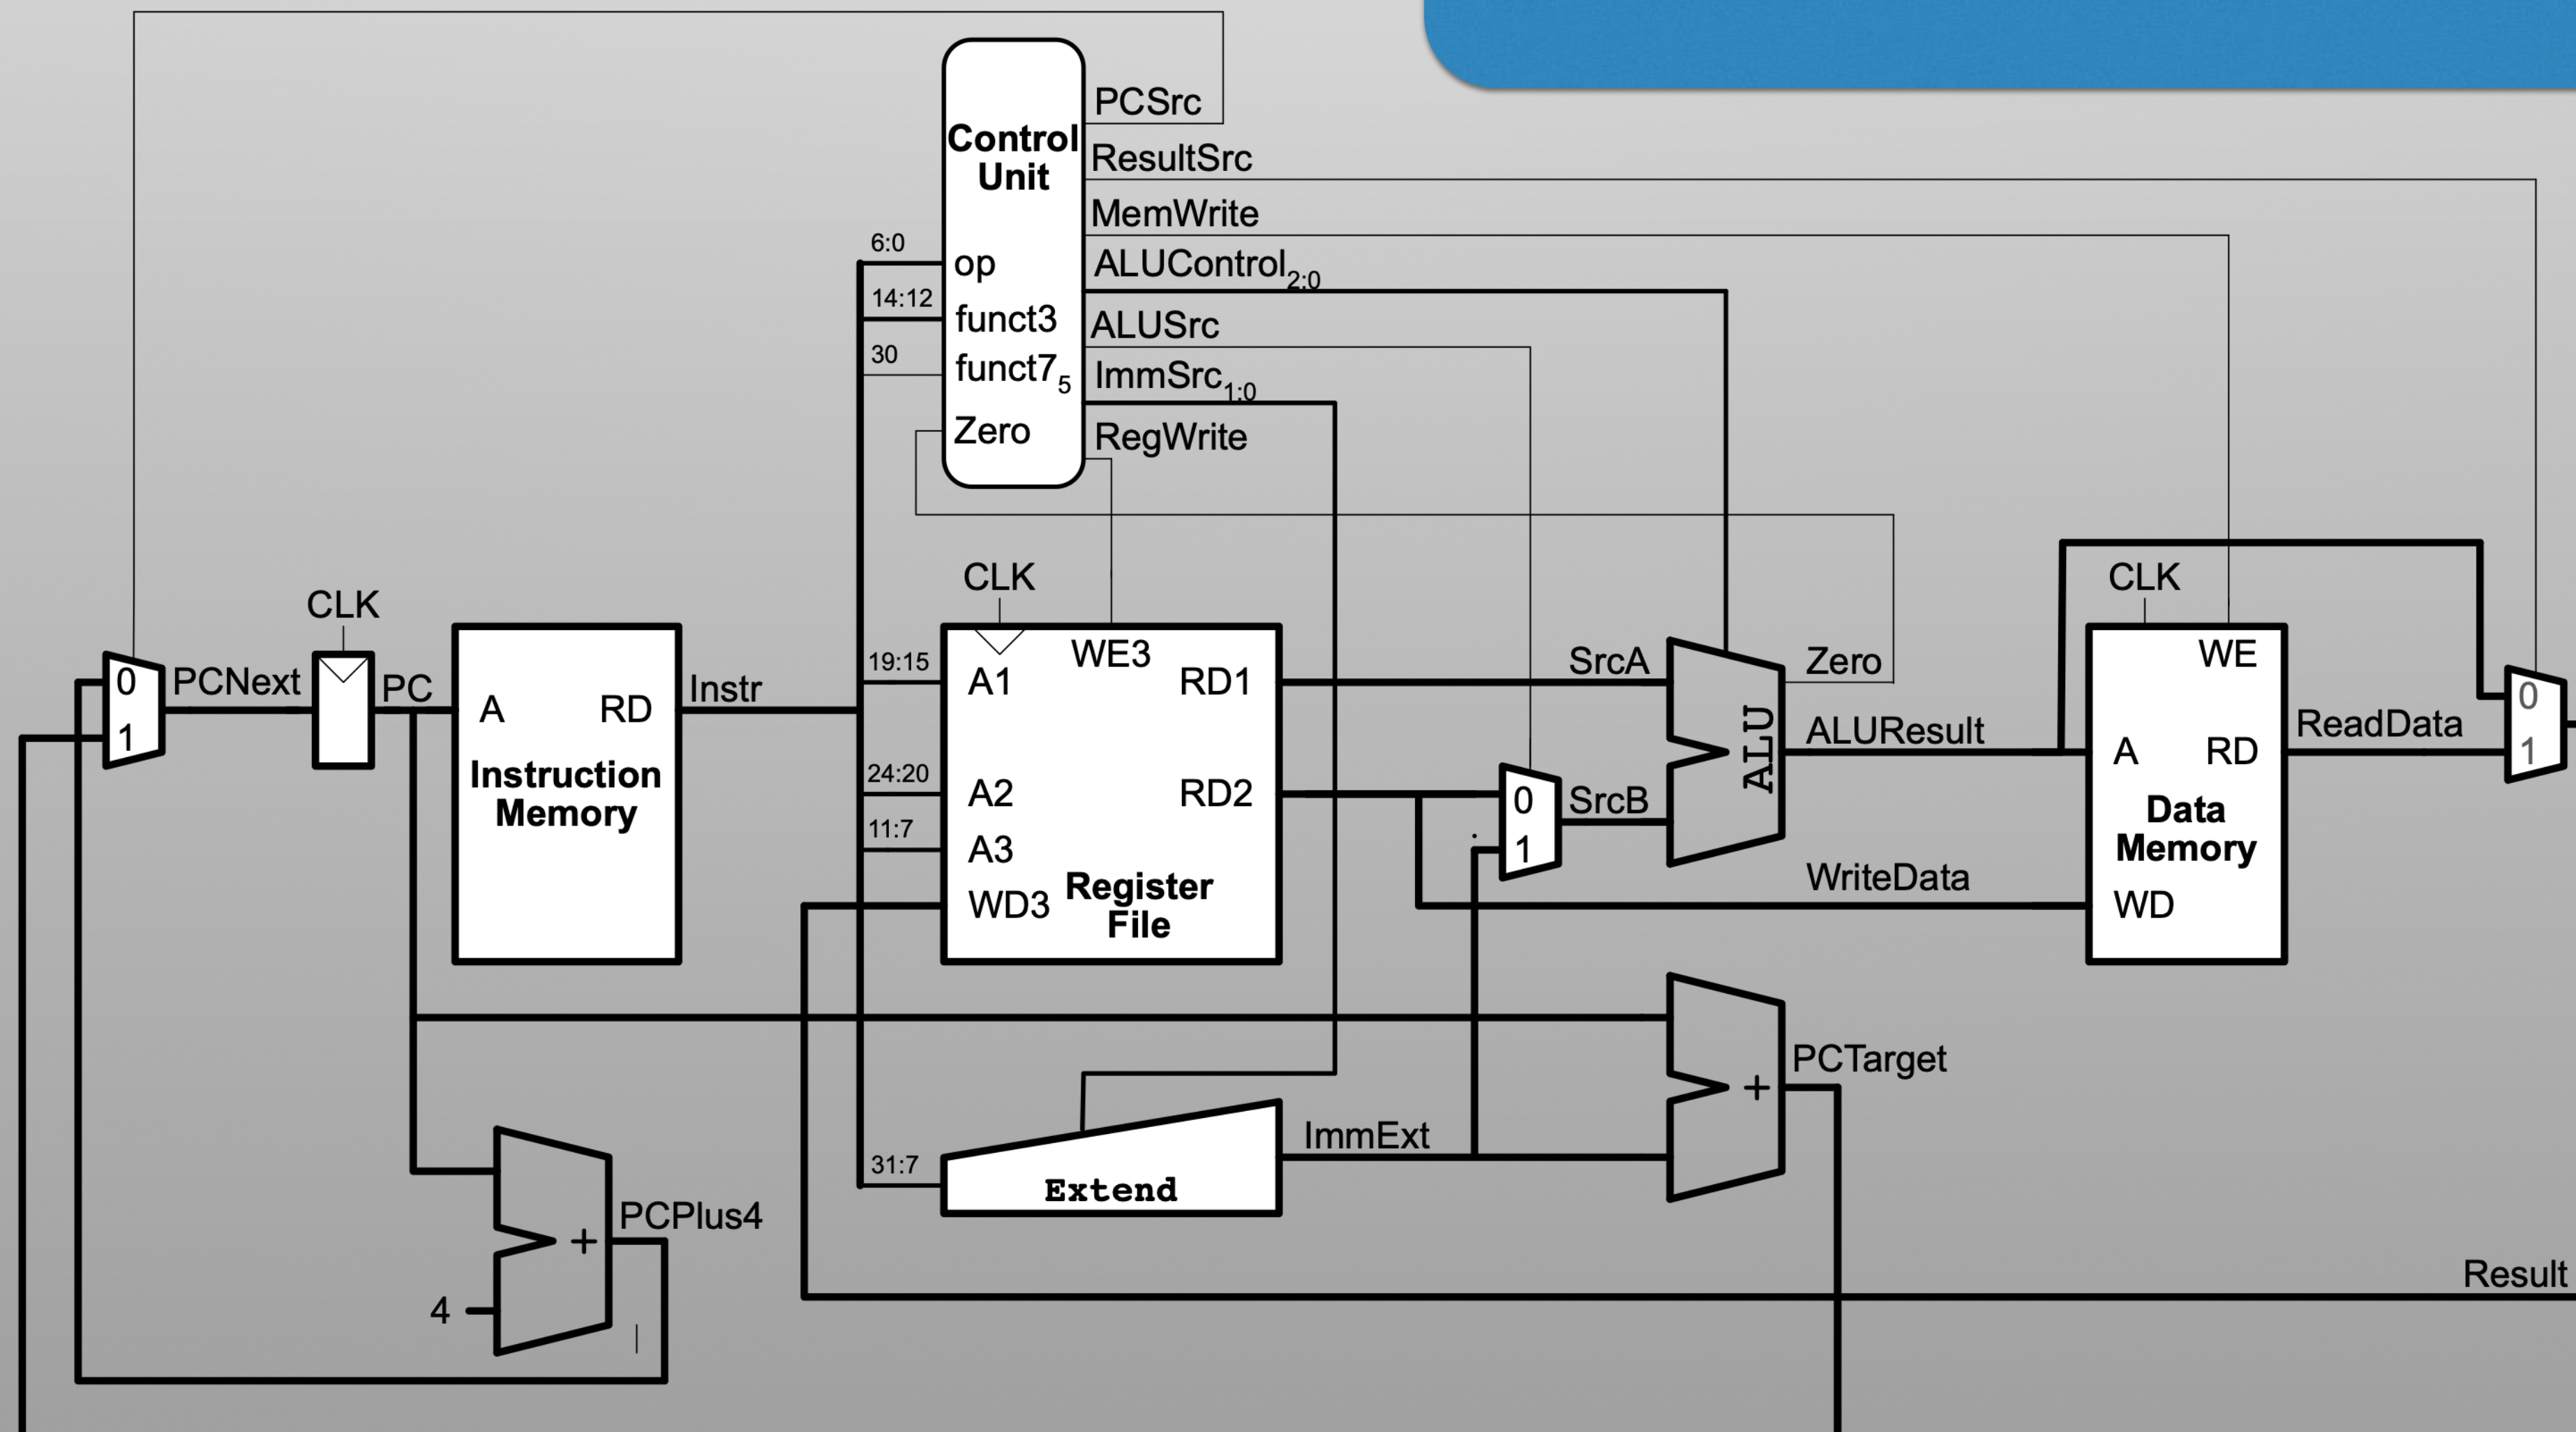 PCSrc
Control
Unit
ResultSrc
MemWrite
6:0
op
ALUControl2:0
14:12
funct3
ALUSrc
30
funct75
ImmSrc1:0
Zero
RegWrite
CLK
CLK
CLK
0
PCNext
1
PC
A
RD
Instruction
Memory
Instr
19:15
A1
WE3
RD1
24:20
A2
RD2
11:7
A3
WD3
Register
File
SrcA
0
1
SrcB
ALU
Zero
ALUResult
WriteData
WE
A
RD
Data
Memory
WD
ReadData
0
1
PCTarget
+
ImmExt
31:7
Extend
PCPlus4
+
4
Result